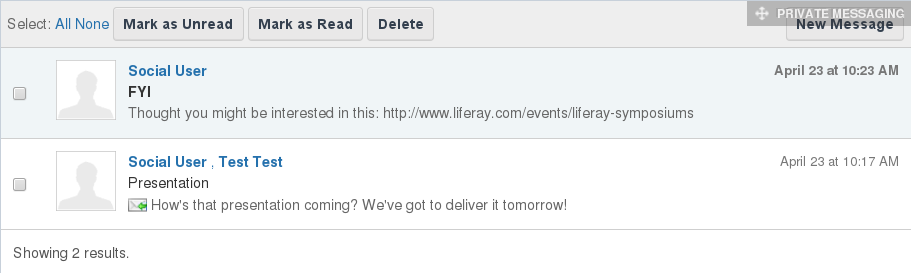 PRIVATE MESSAGING
Select: All None Mark as Unread Mark as Read Delete New Message
Social User April 23 at 10:23 AM
FYI
Thought you might be interested in this: http://www.liferay.com/events/liferay-symposiums
Social User , Test Test April 23 at 10:17 AM
Presentation
How's that presentation coming? We've got to deliver it tomorrow!
Showing 2 results.